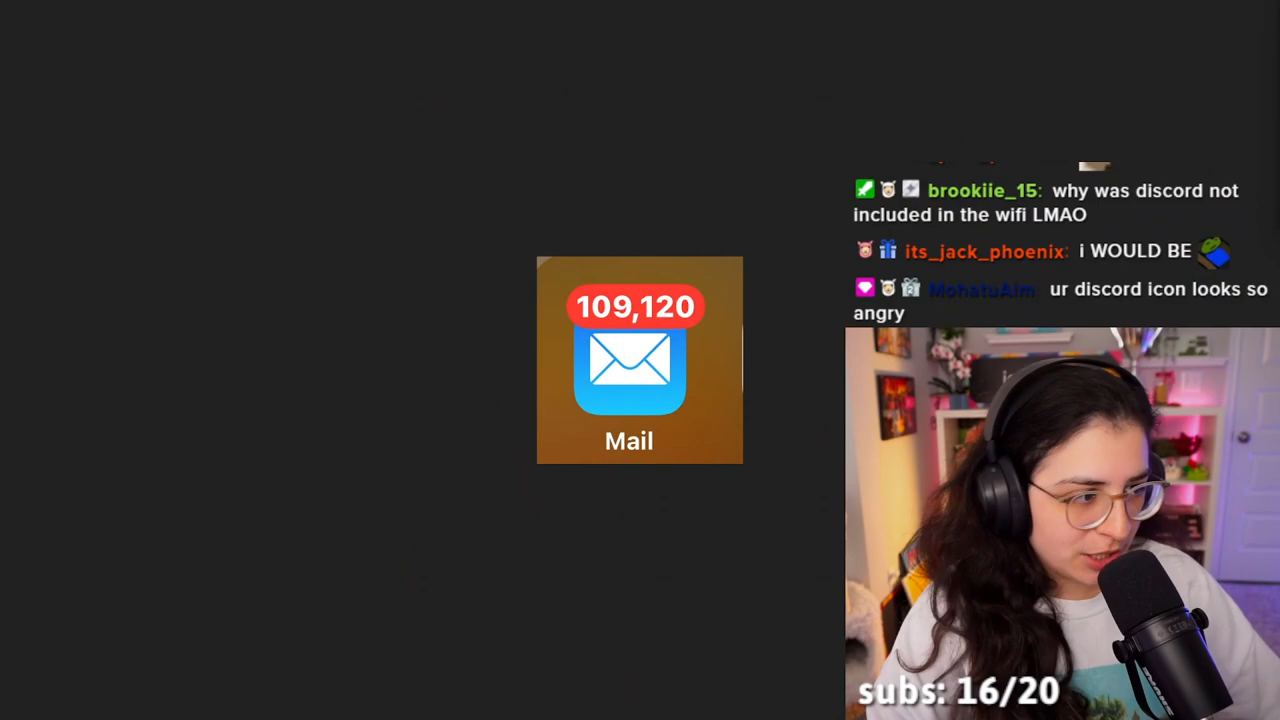 109,120
Mail
brookiie_15: why was discord not
included in the wifi LMAO
its_jack_phoenix: i WOULD BE
MohatuAim: ur discord icon looks so
angry
subs: 16/20